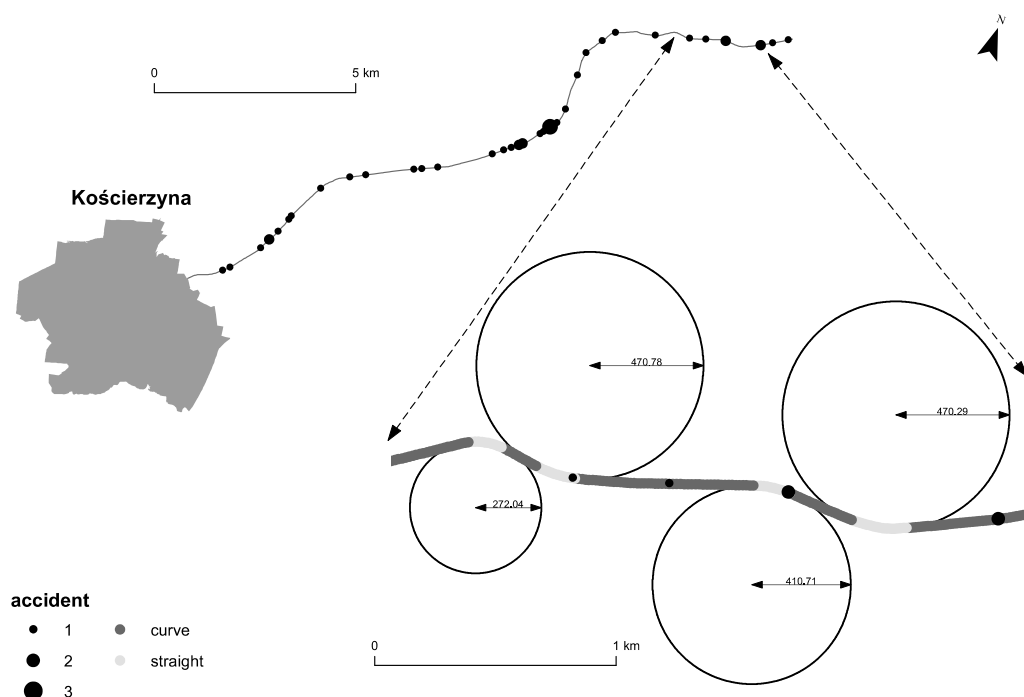 N
0 5 km
Kościerzyna
470.78
470.29
272.04
410.71
accident
1 curve
2 straight
3
0 1 km